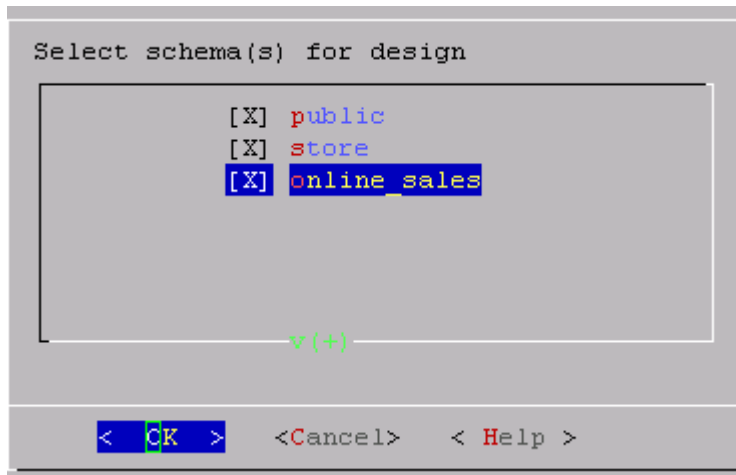 Select schema(s) for design
[X] public
[X] store
[X] online_sales
v(+)
< OK > <Cancel> < Help >